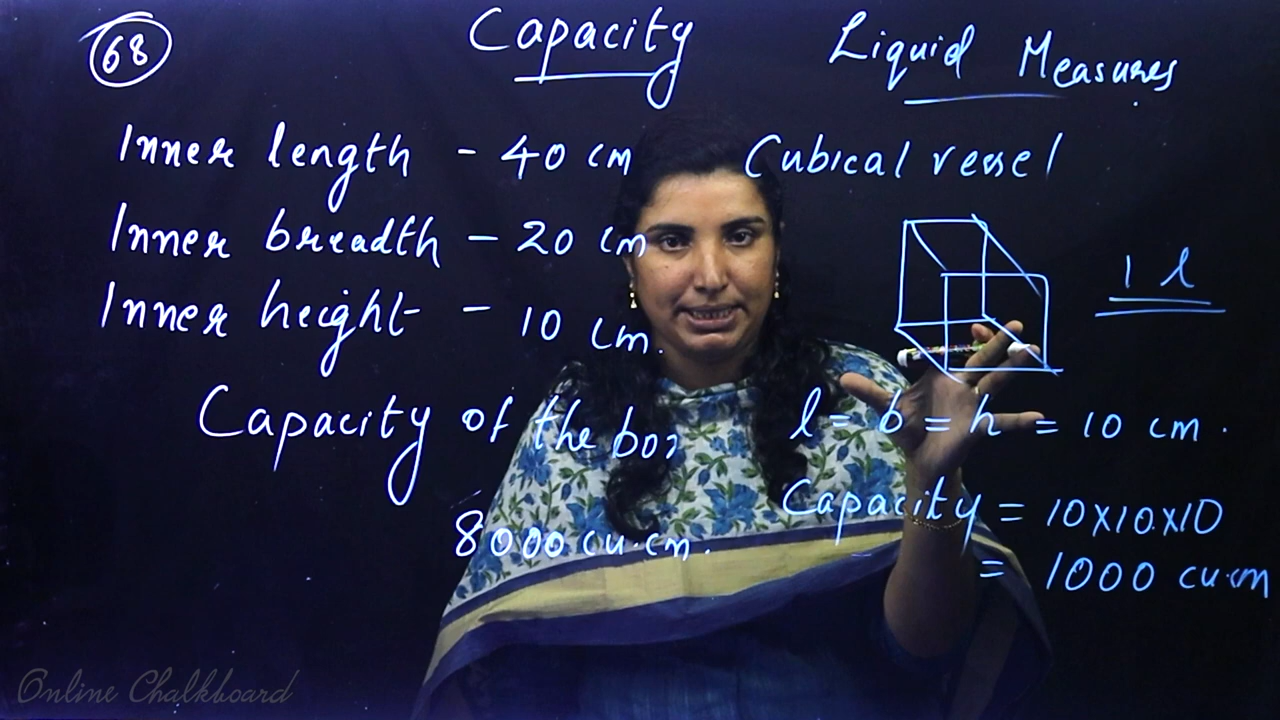 68
Capacity
Inner length - 40 cm
Inner breadth - 20 cm
Inner height - 10 cm.
Capacity of the box
8000 cu.cm.
Liquid Measures
Cubical vessel
1 l
l = b = h = 10 cm.
Capacity = 10x10x10
= 1000 cu.cm
Online Chalkboard